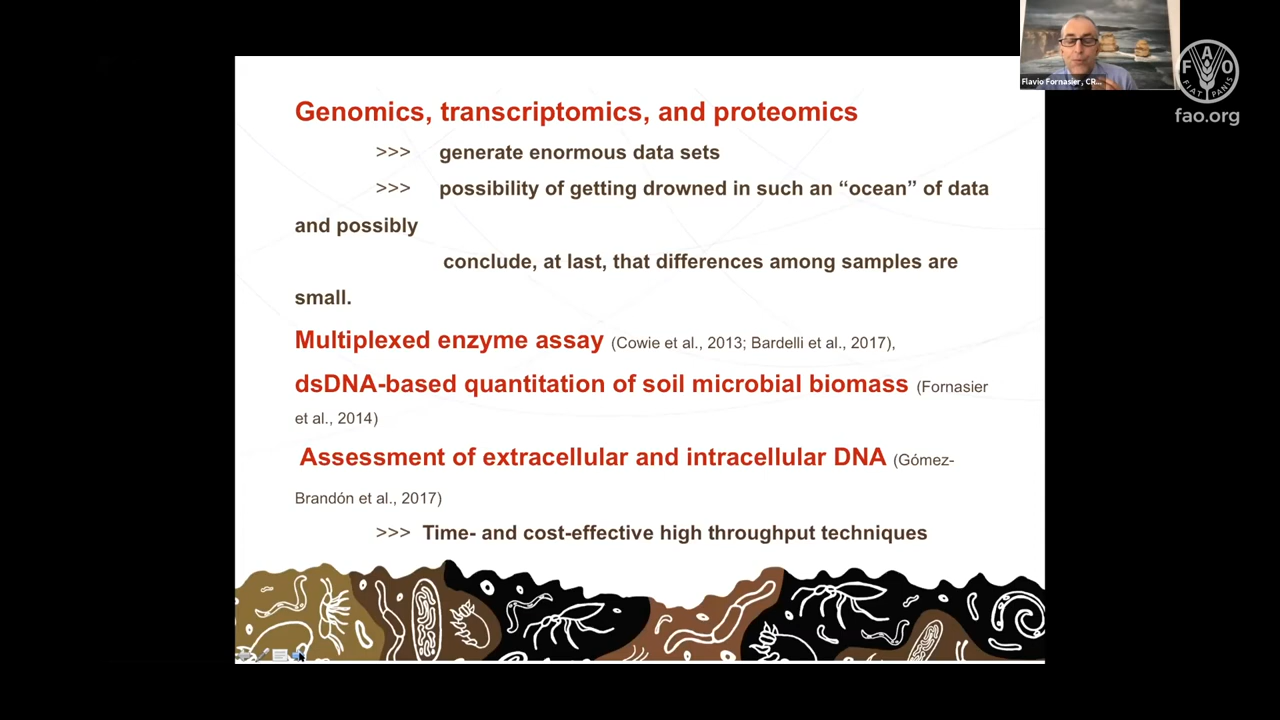 Genomics, transcriptomics, and proteomics
>>> generate enormous data sets
>>> possibility of getting drowned in such an “ocean” of data
and possibly
conclude, at last, that differences among samples are
small.
Multiplexed enzyme assay (Cowie et al., 2013; Bardelli et al., 2017),
dsDNA-based quantitation of soil microbial biomass (Fornasier
et al., 2014)
Assessment of extracellular and intracellular DNA (Gómez-
Brandón et al., 2017)
>>> Time- and cost-effective high throughput techniques
Flavio Fornasier, CR...
FAO
FIAT PANIS
fao.org